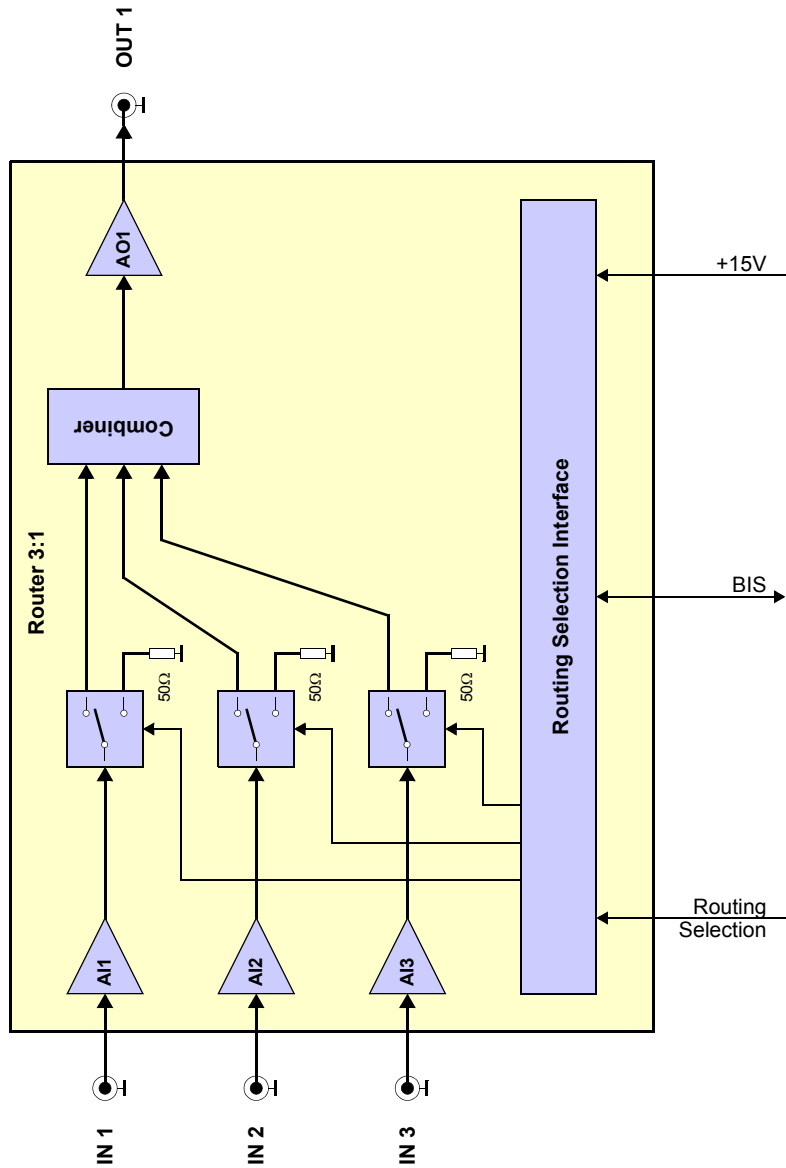 Router 3:1
IN 1
AI1
50Ω
Combiner
AO1
OUT 1
IN 2
AI2
50Ω
IN 3
AI3
50Ω
Routing Selection Interface
Routing
Selection
BIS
+15V